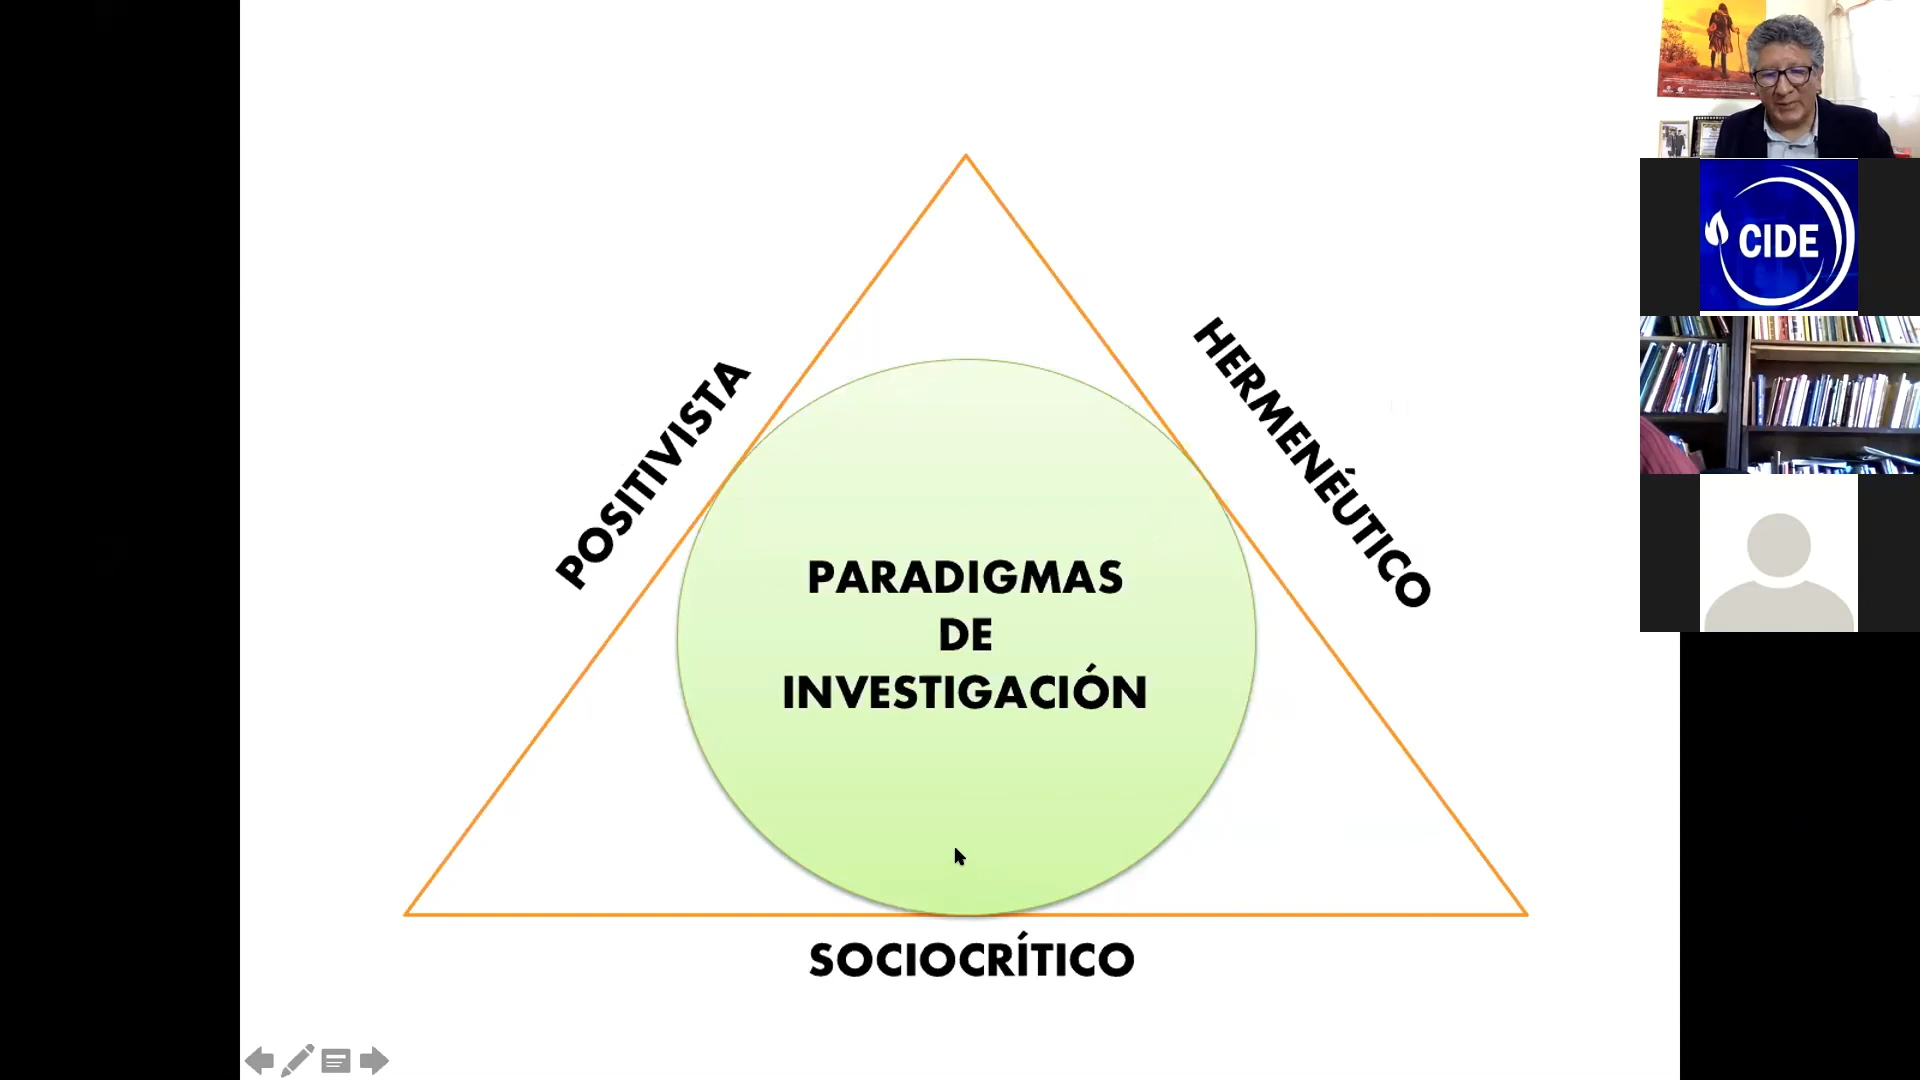 POSITIVISTA
HERMENÉUTICO
PARADIGMAS
DE
INVESTIGACIÓN
SOCIOCRÍTICO
CIDE